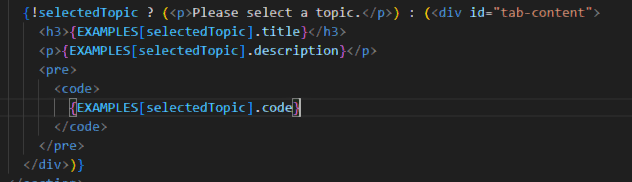 {!selectedTopic ? (<p>Please select a topic.</p>) : (<div id="tab-content">
<h3>{EXAMPLES[selectedTopic].title}</h3>
<p>{EXAMPLES[selectedTopic].description}</p>
<pre>
<code>
{EXAMPLES[selectedTopic].code}
</code>
</pre>
</div>)}